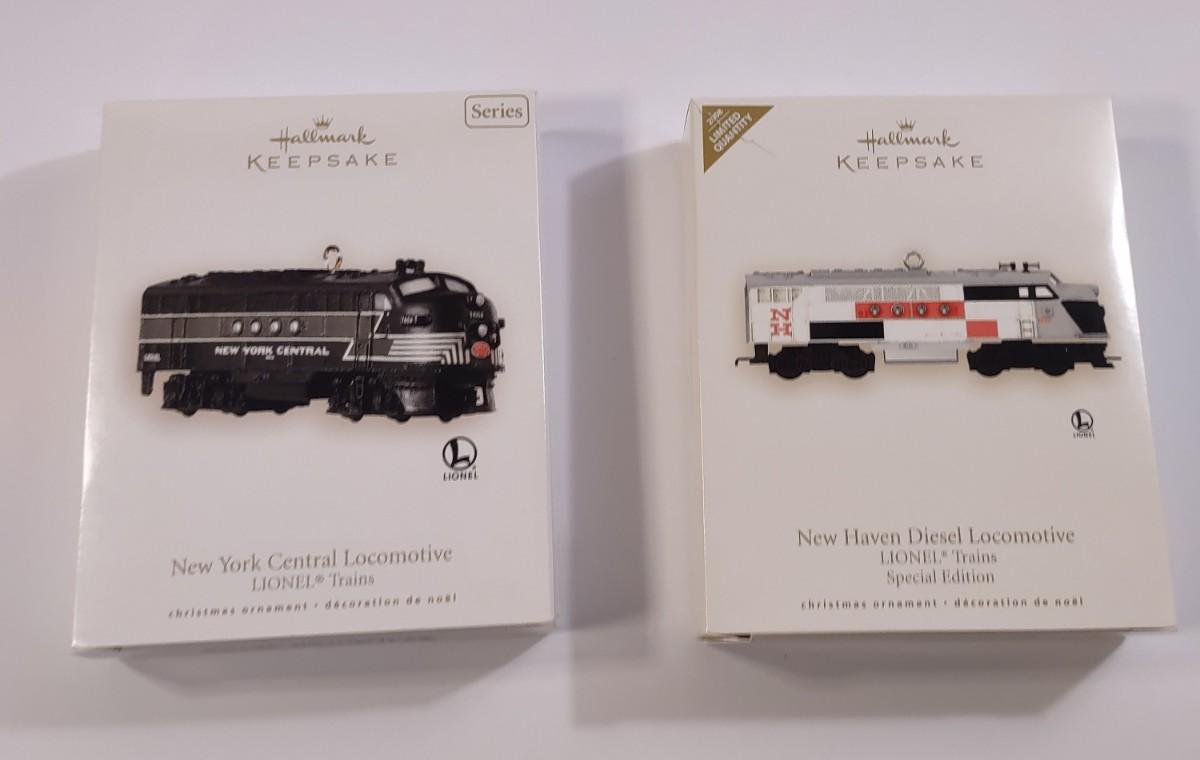 Series
Hallmark
KEEPSAKE
NEW YORK CENTRAL
LIONEL
New York Central Locomotive
LIONEL® Trains
christmas ornament • décoration de noël
LIMITED
QUANTITY
Hallmark
KEEPSAKE
N
H
LIONEL
New Haven Diesel Locomotive
LIONEL® Trains
Special Edition
christmas ornament • décoration de noël